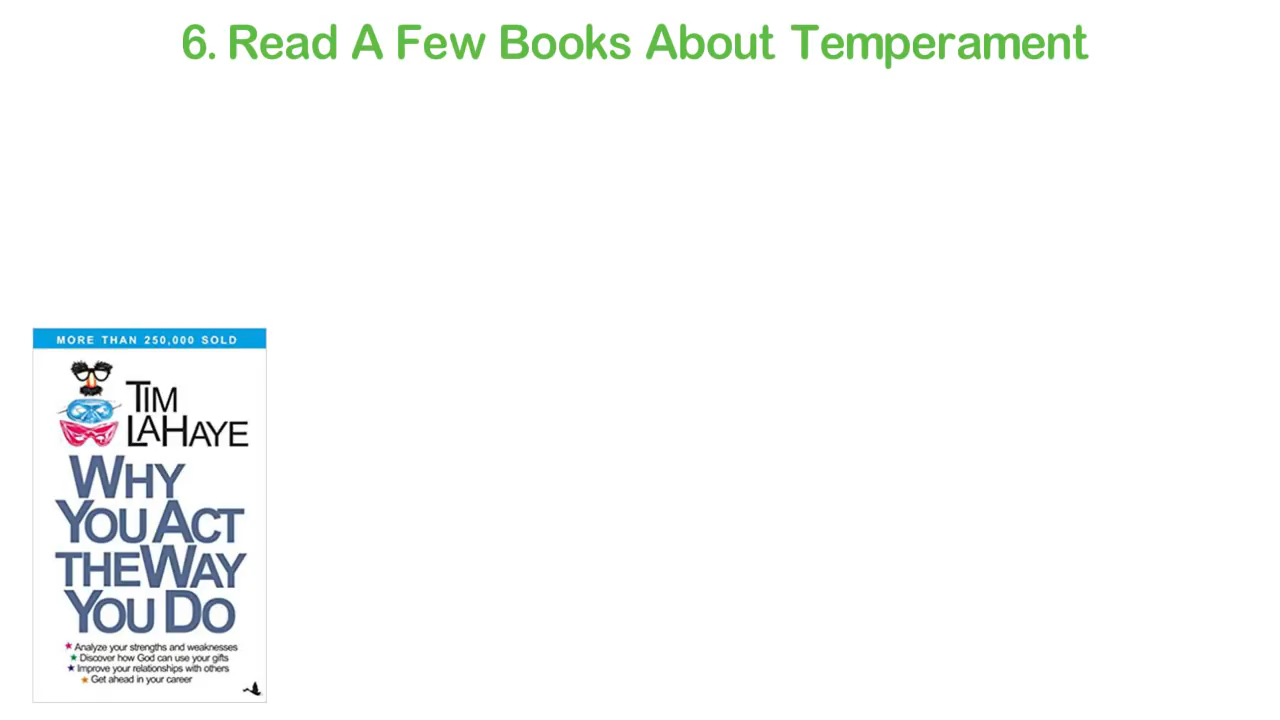 6. Read A Few Books About Temperament
MORE THAN 250,000 SOLD
TIM
LAHAYE
WHY
YOU ACT
THE WAY
YOU DO
★ Analyze your strengths and weaknesses
★ Discover how God can use your gifts
★ Improve your relationships with others
★ Get ahead in your career